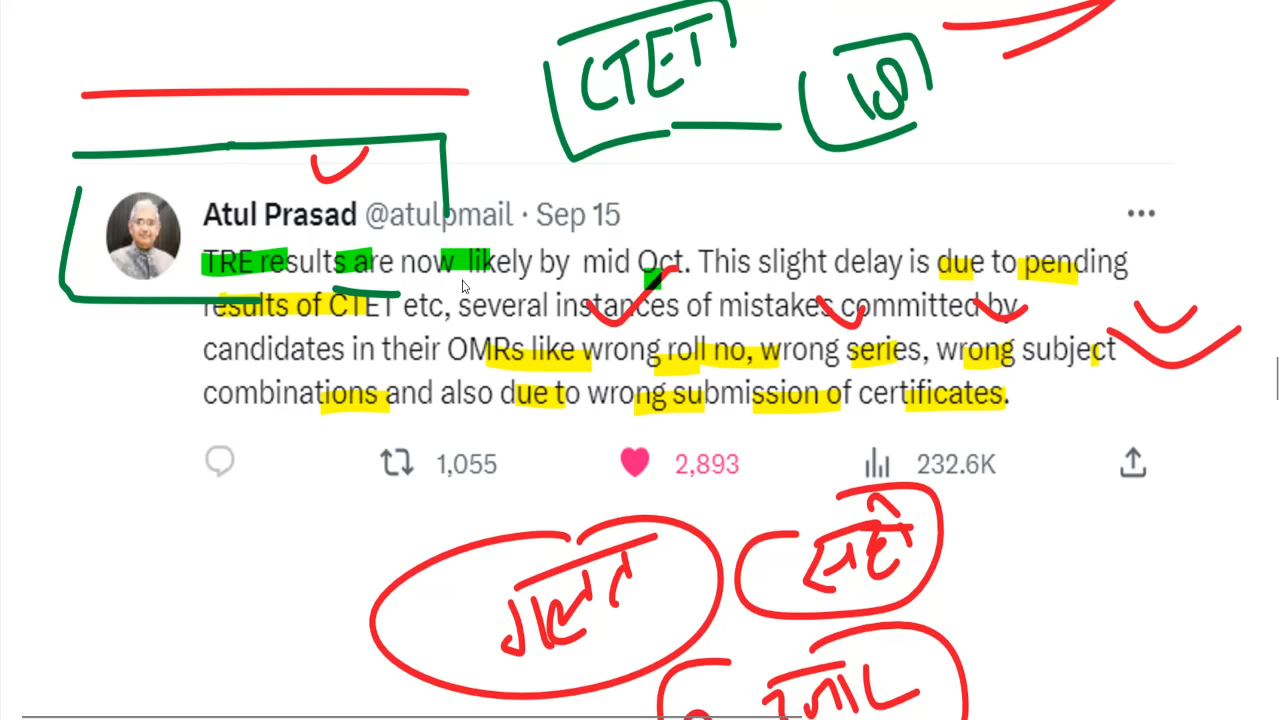 CTET
Atul Prasad @atulpmail · Sep 15
TRE results are now likely by mid Oct. This slight delay is due to pending
results of CTET etc, several instances of mistakes committed by
candidates in their OMRs like wrong roll no, wrong series, wrong subject
combinations and also due to wrong submission of certificates.
1,055 2,893 232.6K
गलत सही